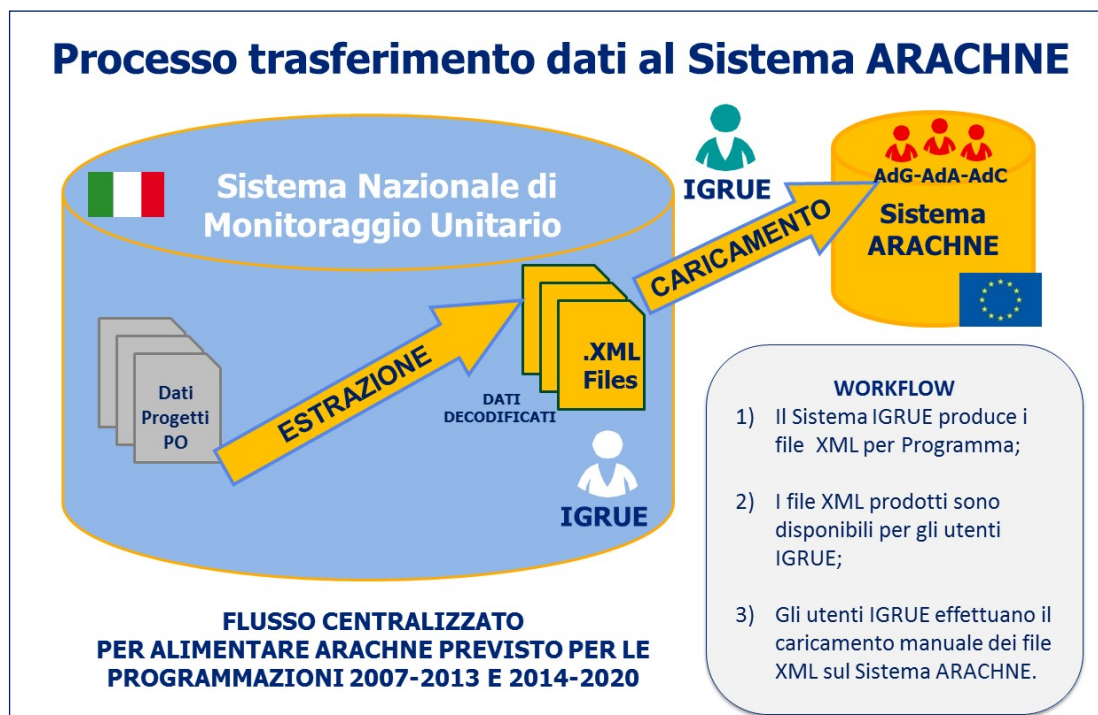 Processo trasferimento dati al Sistema ARACHNE
Sistema Nazionale di
Monitoraggio Unitario
IGRUE
AdG-AdA-AdC
Sistema
ARACHNE
CARICAMENTO
ESTRAZIONE
Dati
Progetti
PO
.XML
Files
DATI
DECODIFICATI
IGRUE
FLUSSO CENTRALIZZATO
PER ALIMENTARE ARACHNE PREVISTO PER LE
PROGRAMMAZIONI 2007-2013 E 2014-2020
WORKFLOW
1) Il Sistema IGRUE produce i
file XML per Programma;
2) I file XML prodotti sono
disponibili per gli utenti
IGRUE;
3) Gli utenti IGRUE effettuano il
caricamento manuale dei file
XML sul Sistema ARACHNE.